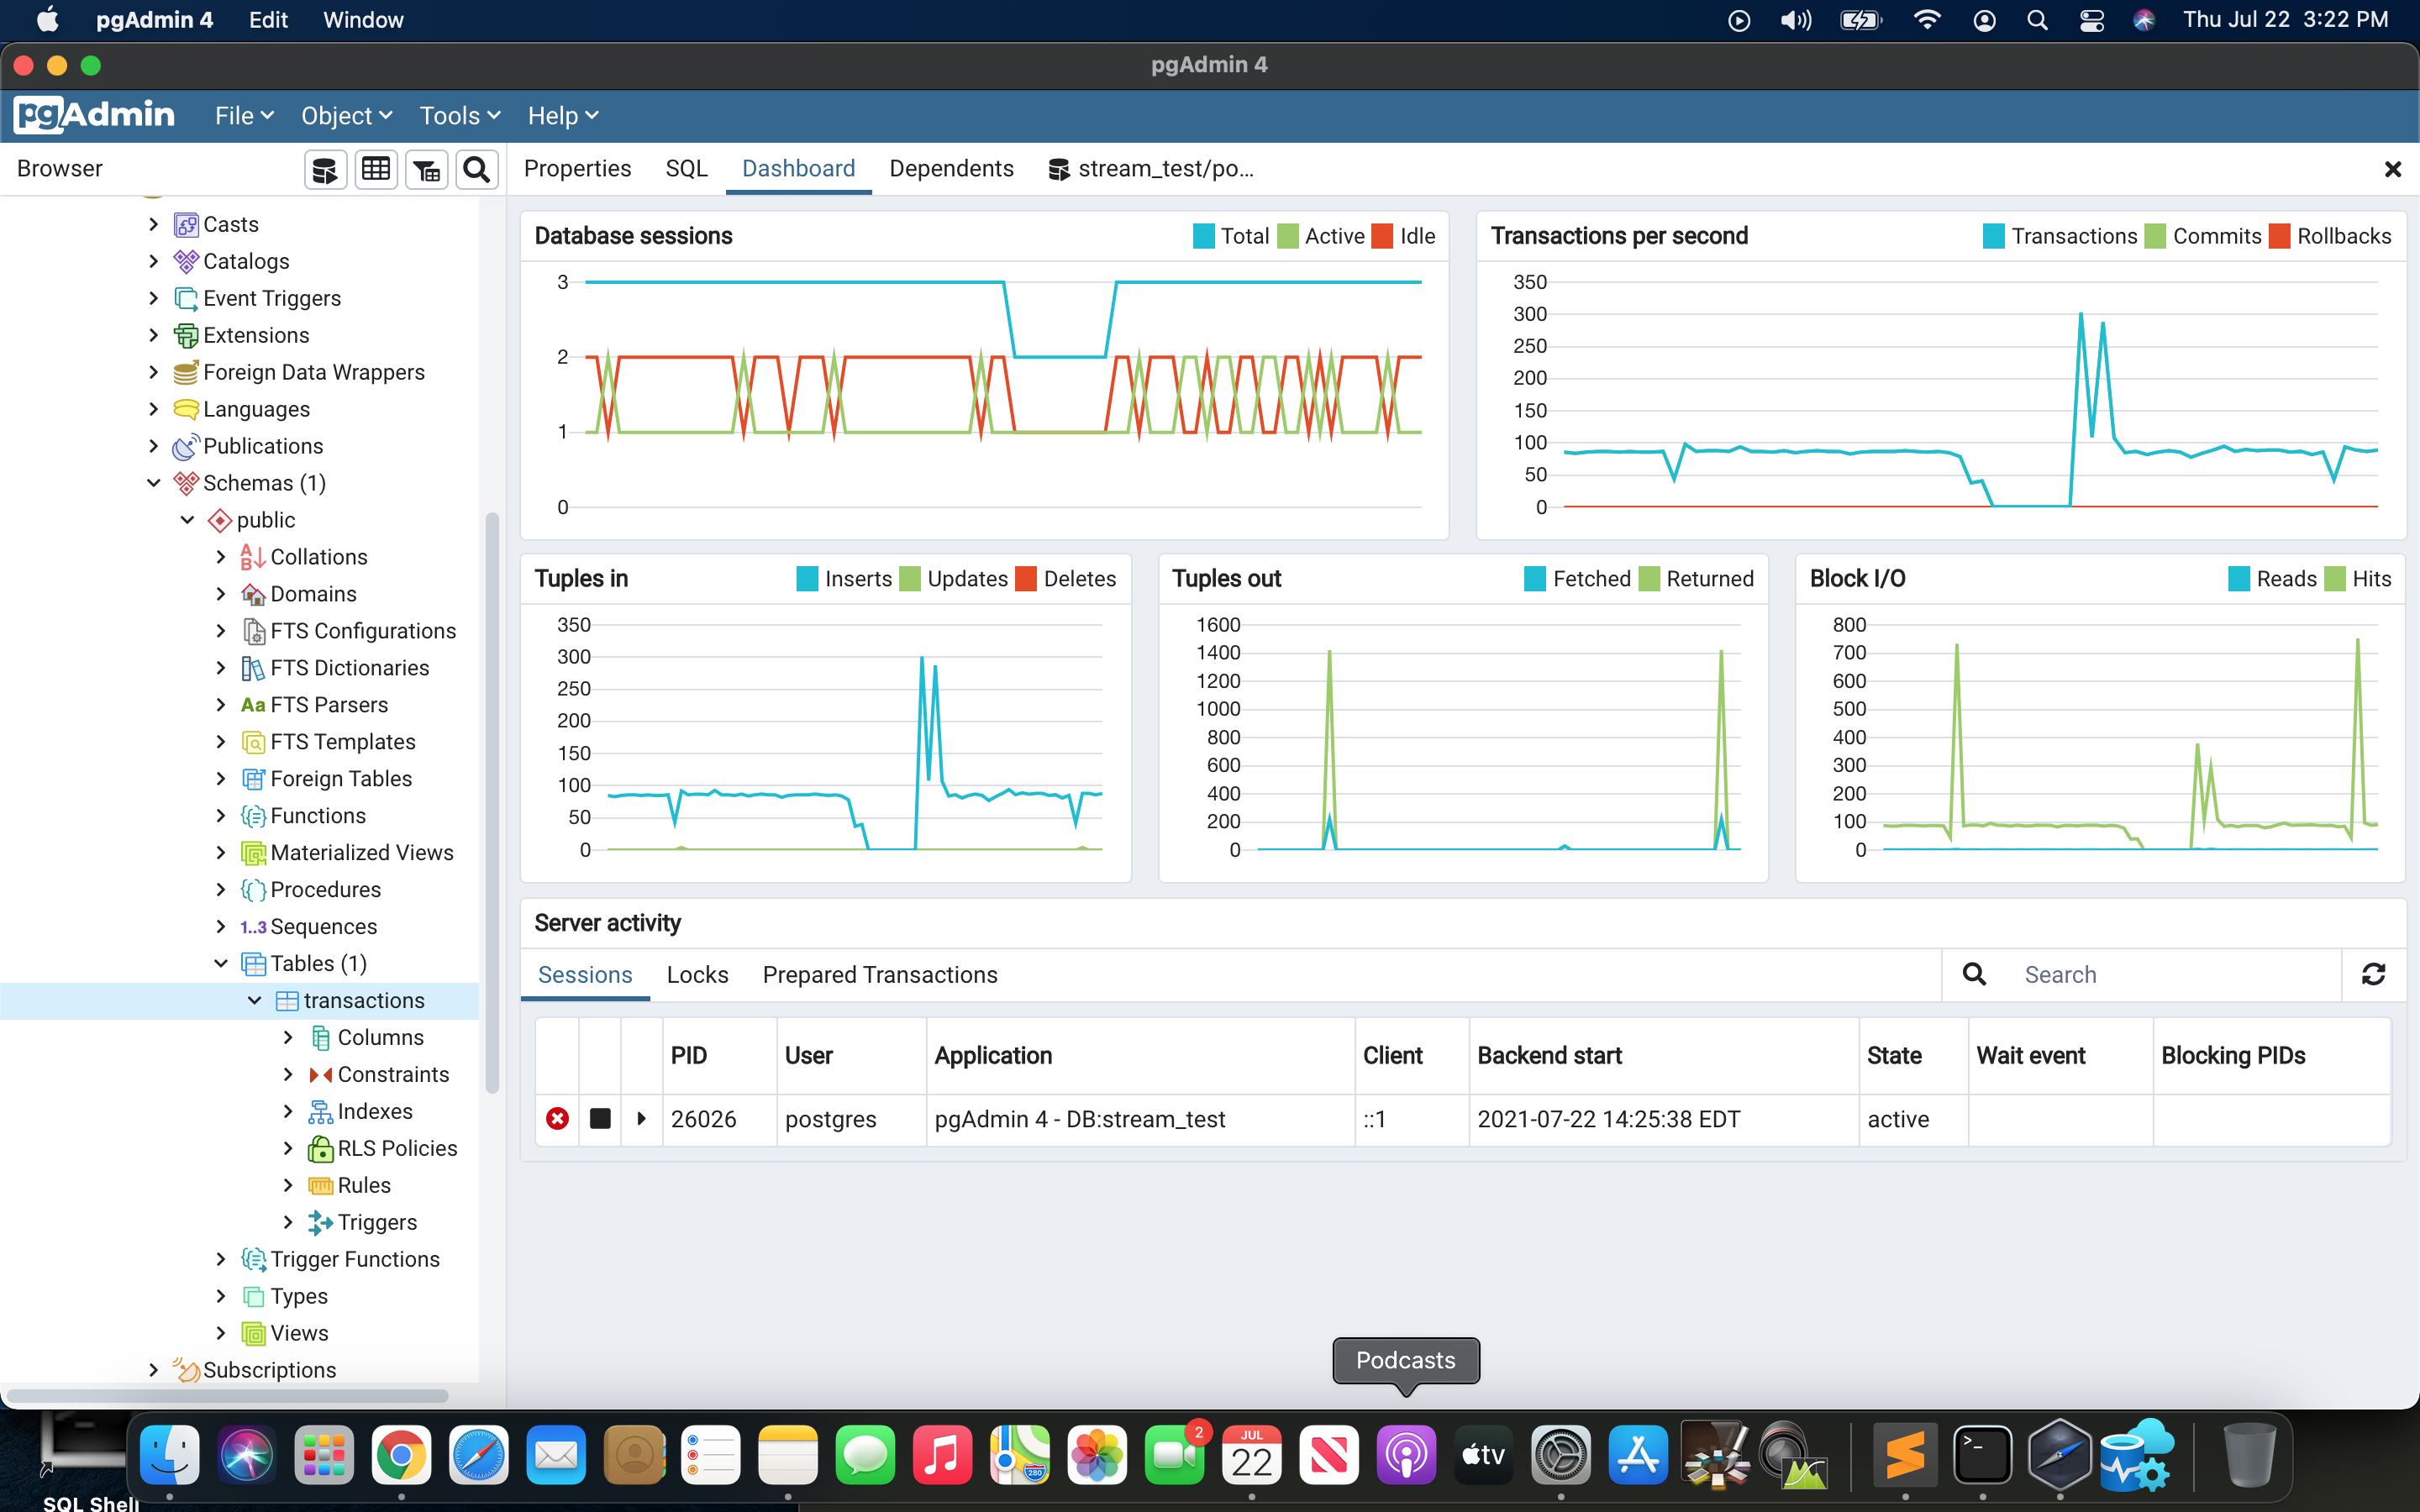 pgAdmin 4 Edit Window Thu Jul 22 3:22 PM
pgAdmin 4
pgAdmin File Object Tools Help
Browser
Properties SQL Dashboard Dependents stream_test/po...
Casts
Catalogs
Event Triggers
Extensions
Foreign Data Wrappers
Languages
Publications
Schemas (1)
public
Collations
Domains
FTS Configurations
FTS Dictionaries
Aa FTS Parsers
FTS Templates
Foreign Tables
Functions
Materialized Views
Procedures
1..3 Sequences
Tables (1)
transactions
Columns
Constraints
Indexes
RLS Policies
Rules
Triggers
Trigger Functions
Types
Views
Subscriptions
Database sessions Total Active Idle
3
2
1
0
Transactions per second Transactions Commits Rollbacks
350
300
250
200
150
100
50
0
Tuples in Inserts Updates Deletes
350
300
250
200
150
100
50
0
Tuples out Fetched Returned
1600
1400
1200
1000
800
600
400
200
0
Block I/O Reads Hits
800
700
600
500
400
300
200
100
0
Server activity
Sessions Locks Prepared Transactions Search
PID User Application Client Backend start State Wait event Blocking PIDs
26026 postgres pgAdmin 4 - DB:stream_test ::1 2021-07-22 14:25:38 EDT active
Podcasts
2
JUL
22
tv
280
SQL Shell